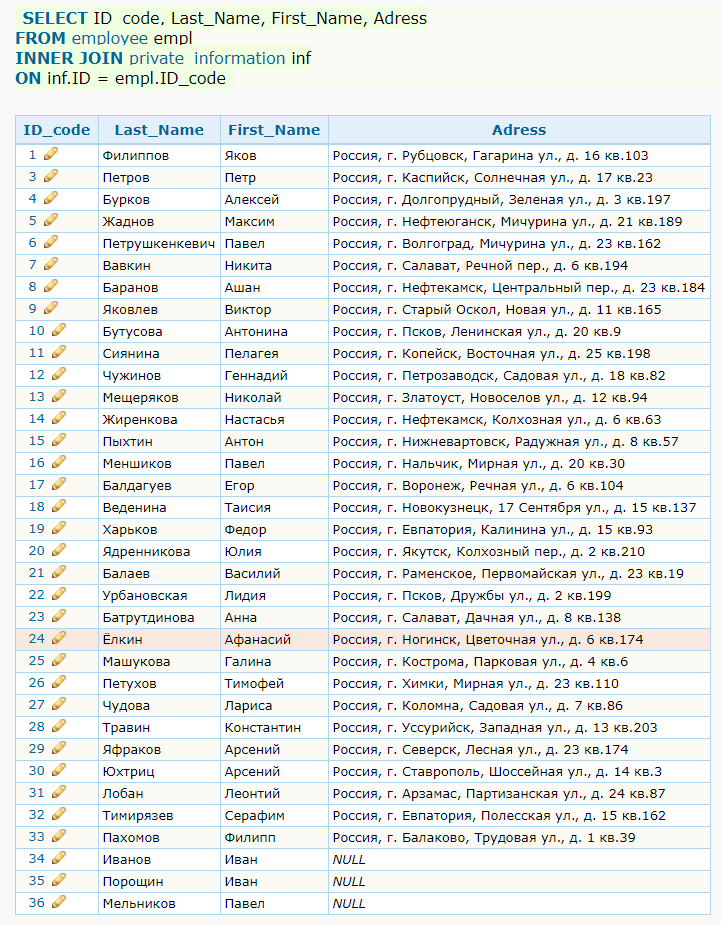 SELECT ID_code, Last_Name, First_Name, Adress
FROM employee empl
INNER JOIN private_information inf
ON inf.ID = empl.ID_code
ID_code Last_Name First_Name Adress
1 Филиппов Яков Россия, г. Рубцовск, Гагарина ул., д. 16 кв.103
3 Петров Петр Россия, г. Каспийск, Солнечная ул., д. 17 кв.23
4 Бурков Алексей Россия, г. Долгопрудный, Зеленая ул., д. 3 кв.197
5 Жаднов Максим Россия, г. Нефтеюганск, Мичурина ул., д. 21 кв.189
6 Петрушкенкевич Павел Россия, г. Волгоград, Мичурина ул., д. 23 кв.162
7 Вавкин Никита Россия, г. Салават, Речной пер., д. 6 кв.194
8 Баранов Ашан Россия, г. Нефтекамск, Центральный пер., д. 23 кв.184
9 Яковлев Виктор Россия, г. Старый Оскол, Новая ул., д. 11 кв.165
10 Бутусова Антонина Россия, г. Псков, Ленинская ул., д. 20 кв.9
11 Сиянина Пелагея Россия, г. Копейск, Восточная ул., д. 25 кв.198
12 Чужинов Геннадий Россия, г. Петрозаводск, Садовая ул., д. 18 кв.82
13 Мещеряков Николай Россия, г. Златоуст, Новоселов ул., д. 12 кв.94
14 Жиренкова Настасья Россия, г. Нефтекамск, Колхозная ул., д. 6 кв.63
15 Пыхтин Антон Россия, г. Нижневартовск, Радужная ул., д. 8 кв.57
16 Меншиков Павел Россия, г. Нальчик, Мирная ул., д. 20 кв.30
17 Балдагуев Егор Россия, г. Воронеж, Речная ул., д. 6 кв.104
18 Веденина Таисия Россия, г. Новокузнецк, 17 Сентября ул., д. 15 кв.137
19 Харьков Федор Россия, г. Евпатория, Калинина ул., д. 15 кв.93
20 Ядренникова Юлия Россия, г. Якутск, Колхозный пер., д. 2 кв.210
21 Балаев Василий Россия, г. Раменское, Первомайская ул., д. 23 кв.19
22 Урбановская Лидия Россия, г. Псков, Дружбы ул., д. 2 кв.199
23 Батрутдинова Анна Россия, г. Салават, Дачная ул., д. 8 кв.138
24 Ёлкин Афанасий Россия, г. Ногинск, Цветочная ул., д. 6 кв.174
25 Машукова Галина Россия, г. Кострома, Парковая ул., д. 4 кв.6
26 Петухов Тимофей Россия, г. Химки, Мирная ул., д. 23 кв.110
27 Чудова Лариса Россия, г. Коломна, Садовая ул., д. 7 кв.86
28 Травин Константин Россия, г. Уссурийск, Западная ул., д. 13 кв.203
29 Яфраков Арсений Россия, г. Северск, Лесная ул., д. 23 кв.174
30 Юхтриц Арсений Россия, г. Ставрополь, Шоссейная ул., д. 14 кв.3
31 Лобан Леонтий Россия, г. Арзамас, Партизанская ул., д. 24 кв.87
32 Тимирязев Серафим Россия, г. Евпатория, Полесская ул., д. 15 кв.162
33 Пахомов Филипп Россия, г. Балаково, Трудовая ул., д. 1 кв.39
34 Иванов Иван NULL
35 Порощин Иван NULL
36 Мельников Павел NULL